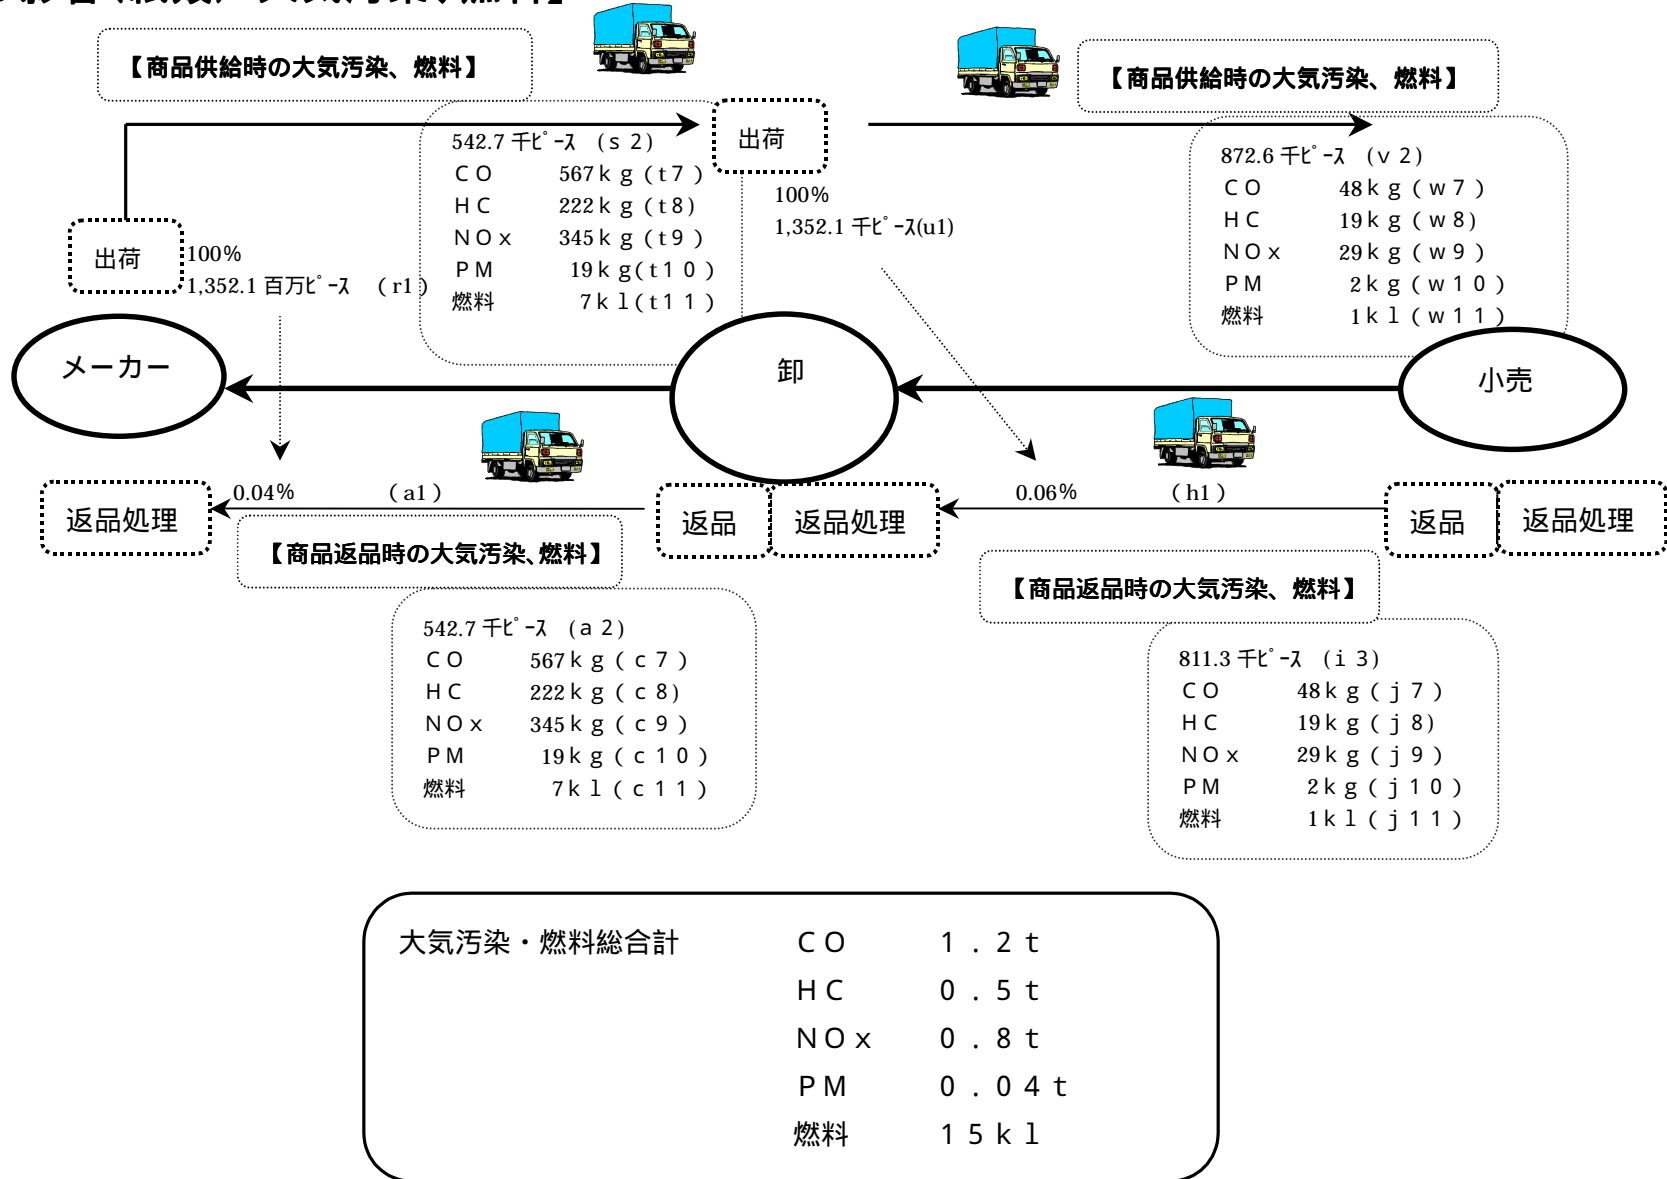 【商品供給時の大気汚染、燃料】
【商品供給時の大気汚染、燃料】
出荷
542.7 千ピース (s 2)
CO 567kg(t7)
HC 222kg(t8)
NOx 345kg(t9)
PM 19kg(t10)
燃料 7kl(t11)
出荷
100%
1,352.1 千ピース(u1)
872.6 千ピース (v 2)
CO 48kg(w7)
HC 19kg(w8)
NOx 29kg(w9)
PM 2kg(w10)
燃料 1kl(w11)
100%
1,352.1 百万ピース (r1)
メーカー
卸
小売
返品処理
0.04% (a1)
返品
返品処理
0.06% (h1)
返品
返品処理
【商品返品時の大気汚染、燃料】
【商品返品時の大気汚染、燃料】
542.7 千ピース (a 2)
CO 567kg(c7)
HC 222kg(c8)
NOx 345kg(c9)
PM 19kg(c10)
燃料 7kl(c11)
811.3 千ピース (i 3)
CO 48kg(j7)
HC 19kg(j8)
NOx 29kg(j9)
PM 2kg(j10)
燃料 1kl(j11)
大気汚染・燃料総合計 CO 1.2t
HC 0.5t
NOx 0.8t
PM 0.04t
燃料 15kl